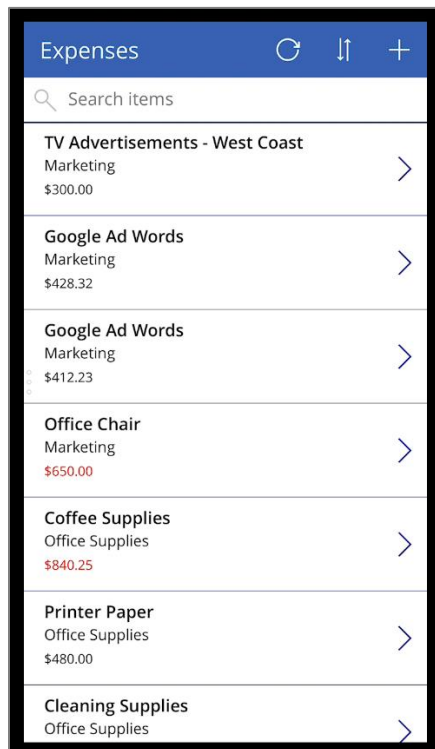 Expenses
Search items
TV Advertisements - West Coast
Marketing
$300.00
Google Ad Words
Marketing
$428.32
Google Ad Words
Marketing
$412.23
Office Chair
Marketing
$650.00
Coffee Supplies
Office Supplies
$840.25
Printer Paper
Office Supplies
$480.00
Cleaning Supplies
Office Supplies